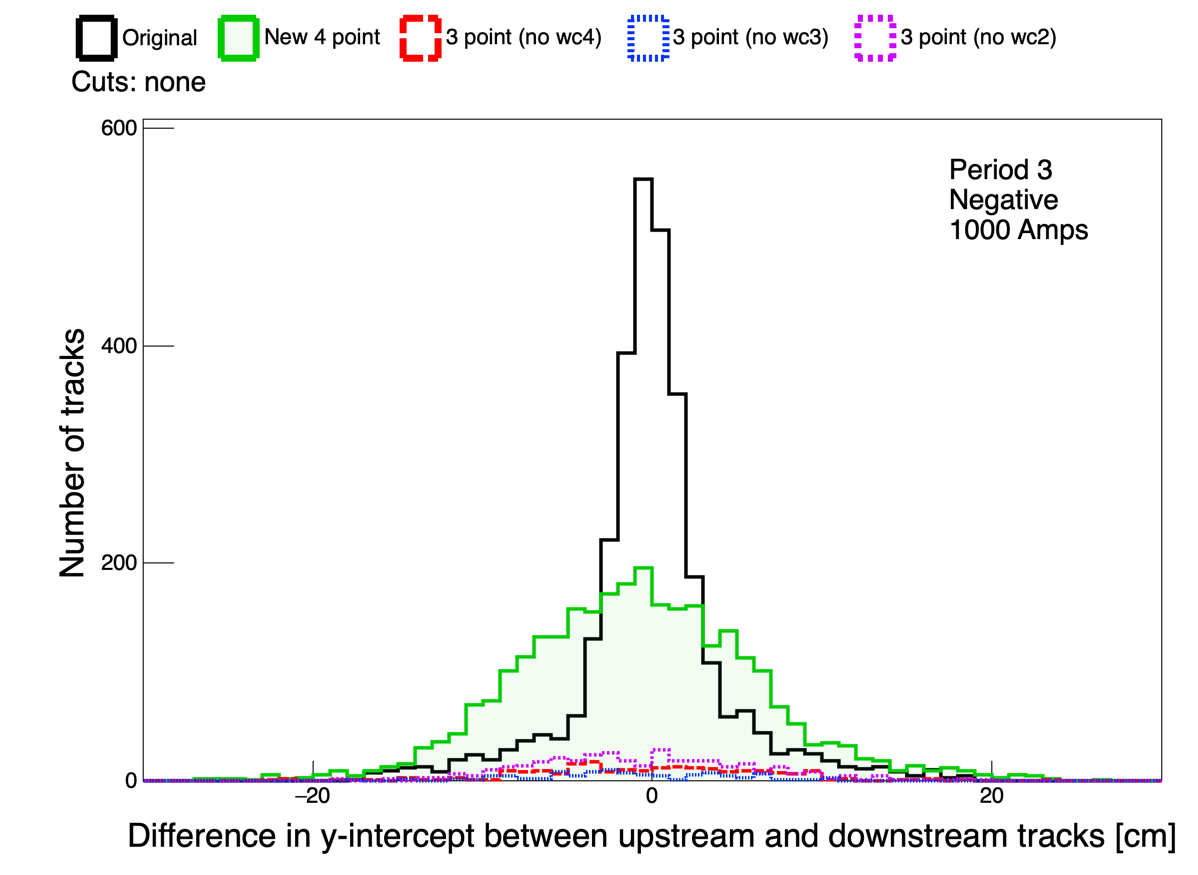 Original New 4 point 3 point (no wc4) 3 point (no wc3) 3 point (no wc2)
Cuts: none
600
Period 3
Negative
1000 Amps
400
Number of tracks
200
0
−20 0 20
Difference in y-intercept between upstream and downstream tracks [cm]